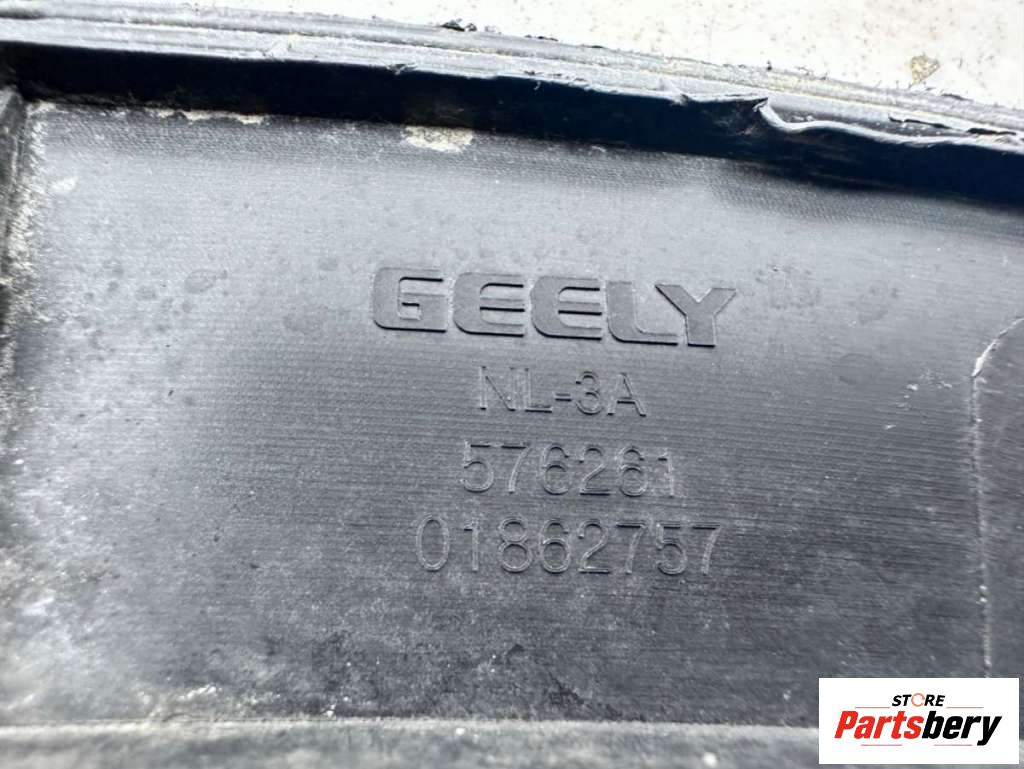 GEELY
NL-3A
576261
01862757
STORE
Partsbery